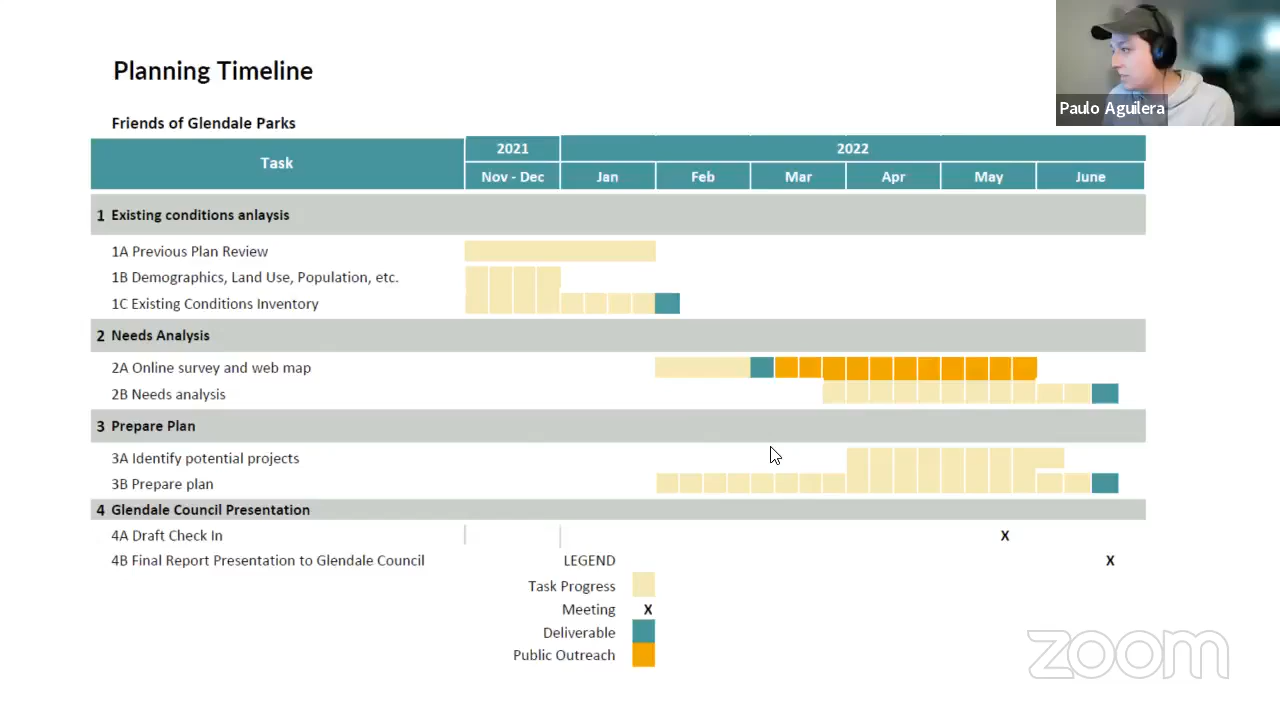 Planning Timeline
Paulo Aguilera
Friends of Glendale Parks
Task
2021
2022
Nov - Dec
Jan
Feb
Mar
Apr
May
June
1 Existing conditions anlaysis
1A Previous Plan Review
1B Demographics, Land Use, Population, etc.
1C Existing Conditions Inventory
2 Needs Analysis
2A Online survey and web map
2B Needs analysis
3 Prepare Plan
3A Identify potential projects
3B Prepare plan
4 Glendale Council Presentation
4A Draft Check In
X
4B Final Report Presentation to Glendale Council
LEGEND
X
Task Progress
Meeting X
Deliverable
Public Outreach
zoom